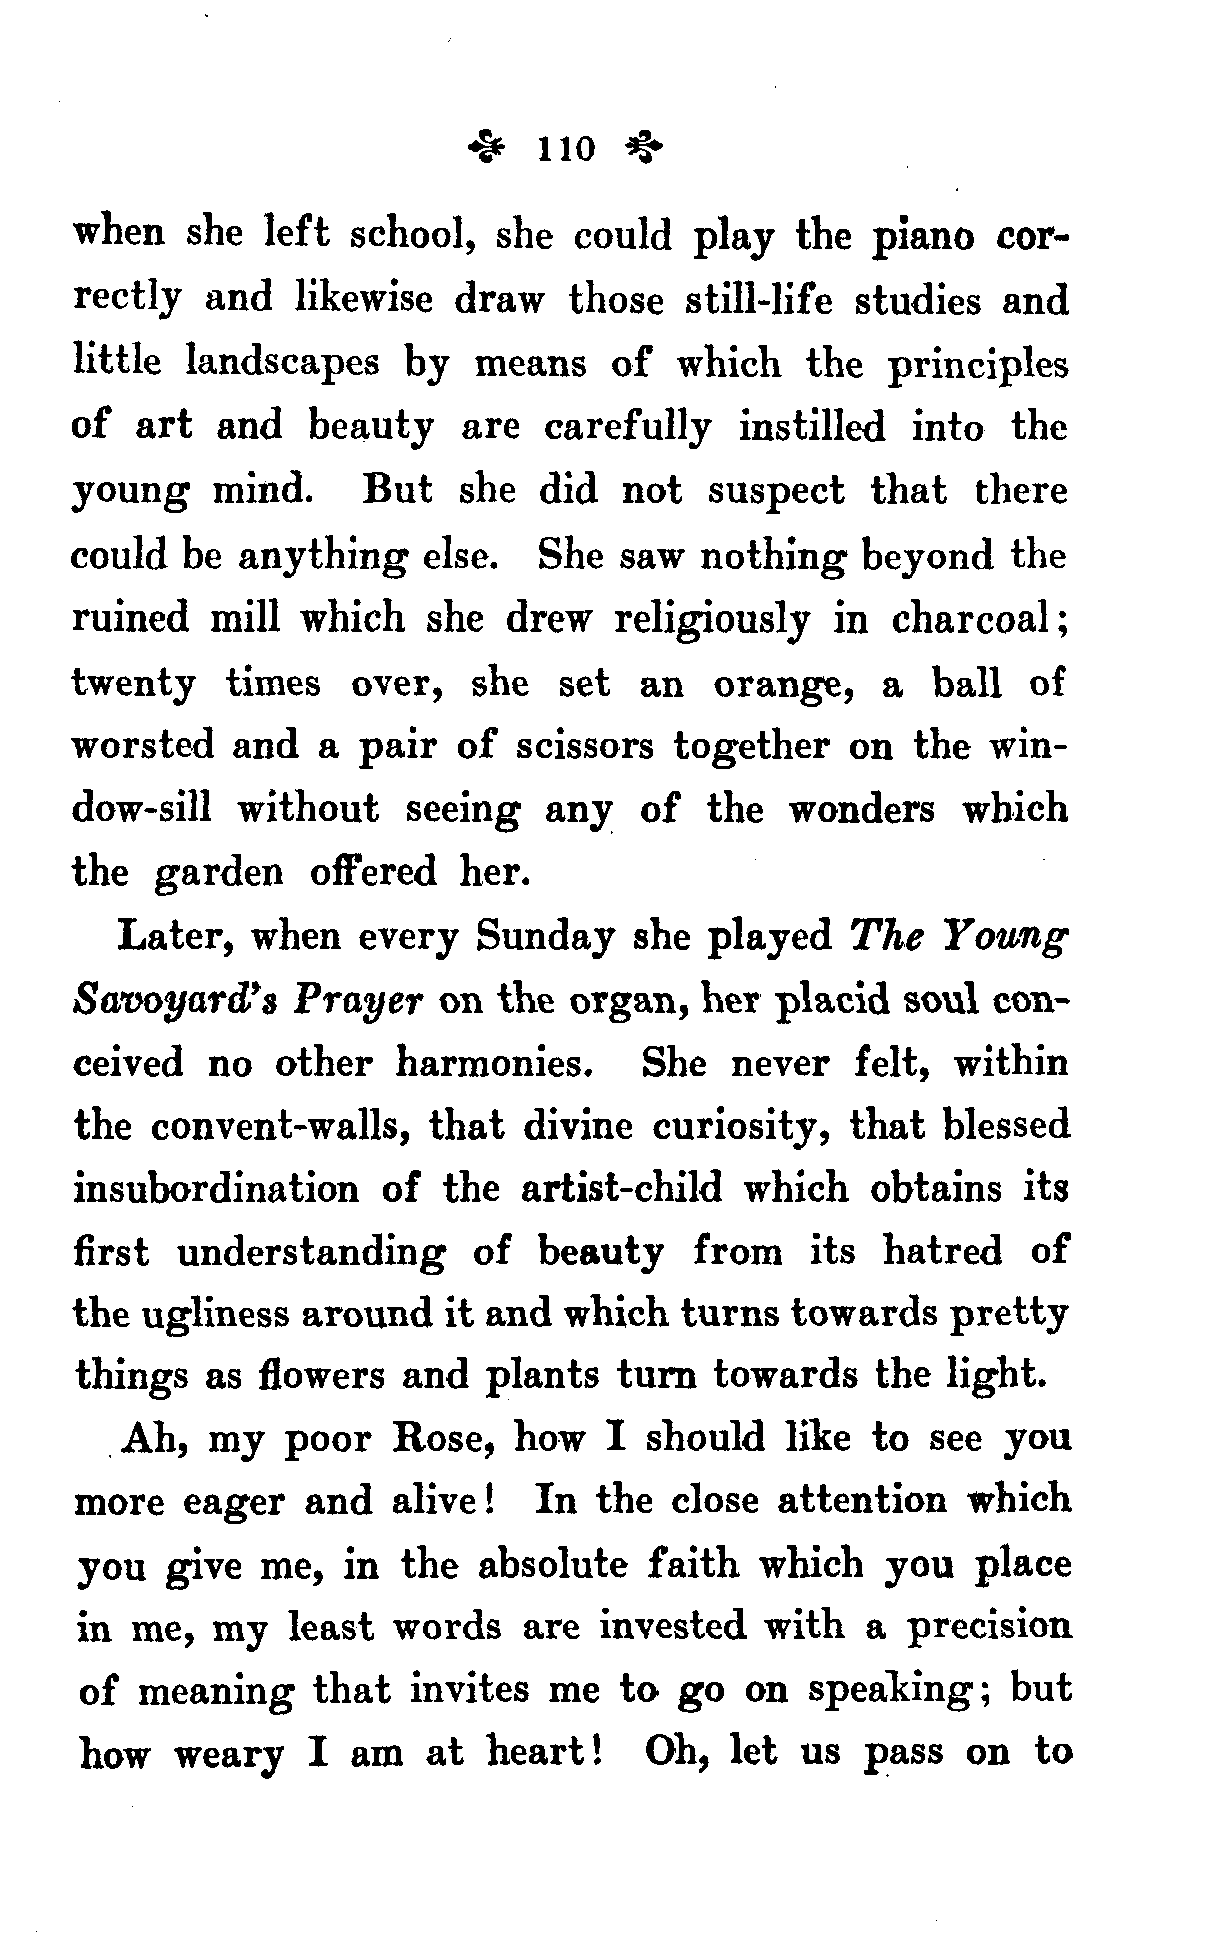 110
when she left school, she could play the piano cor-
rectly and likewise draw those still-life studies and
little landscapes by means of which the principles
of art and beauty are carefully instilled into the
young mind. But she did not suspect that there
could be anything else. She saw nothing beyond the
ruined mill which she drew religiously in charcoal;
twenty times over, she set an orange, a ball of
worsted and a pair of scissors together on the win-
dow-sill without seeing any of the wonders which
the garden offered her.
Later, when every Sunday she played The Young
Savoyard's Prayer on the organ, her placid soul con-
ceived no other harmonies. She never felt, within
the convent-walls, that divine curiosity, that blessed
insubordination of the artist-child which obtains its
first understanding of beauty from its hatred of
the ugliness around it and which turns towards pretty
things as flowers and plants turn towards the light.
Ah, my poor Rose, how I should like to see you
more eager and alive! In the close attention which
you give me, in the absolute faith which you place
in me, my least words are invested with a precision
of meaning that invites me to go on speaking; but
how weary I am at heart! Oh, let us pass on to